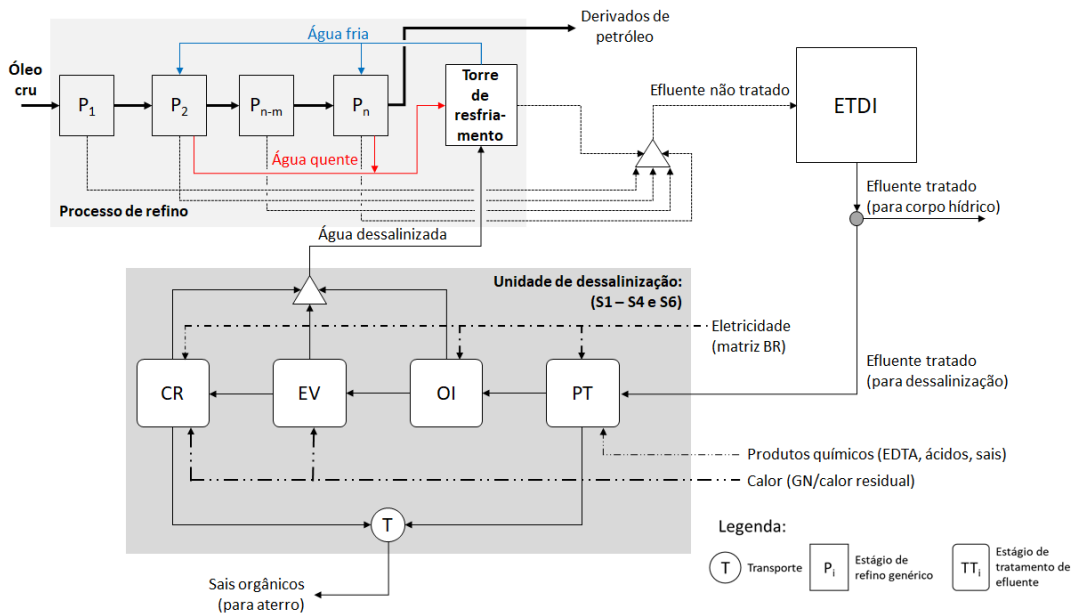 Derivados de
petróleo
Água fria
Óleo
cru
P1
P2
Pn-m
Pn
Torre
de
resfria-
mento
Efluente não tratado
ETDI
Água quente
Processo de refino
Efluente tratado
(para corpo hídrico)
Água dessalinizada
Unidade de dessalinização:
(S1 – S4 e S6)
Eletricidade
(matriz BR)
Efluente tratado
(para dessalinização)
CR
EV
OI
PT
Produtos químicos (EDTA, ácidos, sais)
Calor (GN/calor residual)
T
Legenda:
T
Transporte
Pi
Estágio de
refino genérico
TTi
Estágio de
tratamento de
efluente
Sais orgânicos
(para aterro)